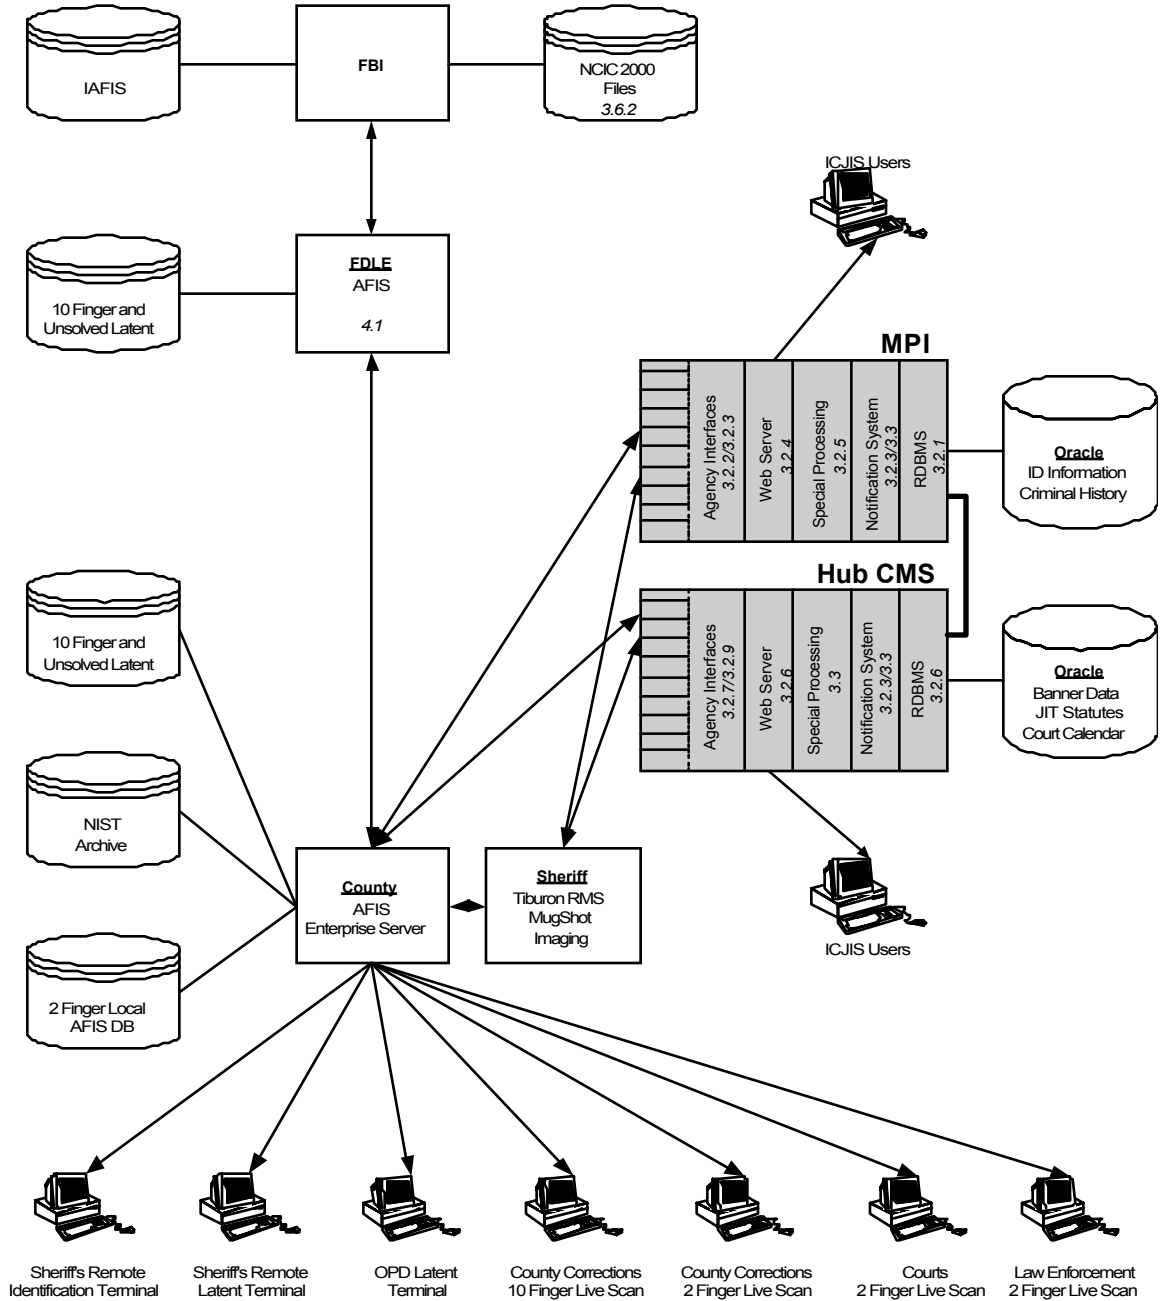 IAFIS
FBI
NCIC 2000
Files
3.6.2
ICJIS Users
10 Finger and
Unsolved Latent
FDLE
AFIS
4.1
MPI
Agency Interfaces
3.2.2/3.2.3
Web Server
3.2.4
Special Processing
3.2.5
Notification System
3.2.3/3.3
RDBMS
3.2.1
Oracle
ID Information
Criminal History
Hub CMS
Agency Interfaces
3.2.7/3.2.9
Web Server
3.2.6
Special Processing
3.3
Notification System
3.2.3/3.3
RDBMS
3.2.6
Oracle
Banner Data
JIT Statutes
Court Calendar
10 Finger and
Unsolved Latent
NIST
Archive
2 Finger Local
AFIS DB
County
AFIS
Enterprise Server
Sheriff
Tiburon RMS
MugShot
Imaging
ICJIS Users
Sheriff's Remote
Identification Terminal
Sheriff's Remote
Latent Terminal
OPD Latent
Terminal
County Corrections
10 Finger Live Scan
County Corrections
2 Finger Live Scan
Courts
2 Finger Live Scan
Law Enforcement
2 Finger Live Scan